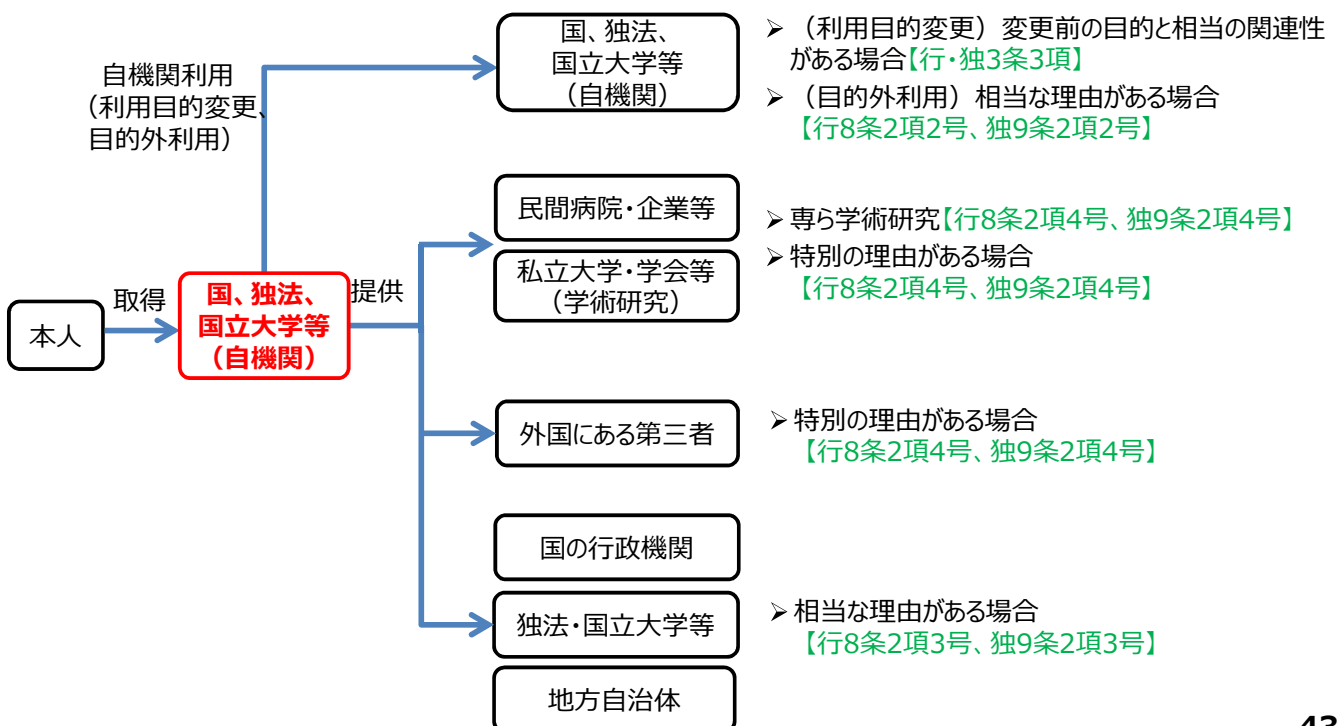 国、独法、
国立大学等
（自機関）
➢ （利用目的変更）変更前の目的と相当の関連性
がある場合【行・独3条3項】
➢ （目的外利用）相当な理由がある場合
【行8条2項2号、独9条2項2号】
自機関利用
（利用目的変更、
目的外利用）
民間病院・企業等
私立大学・学会等
（学術研究）
➢ 専ら学術研究【行8条2項4号、独9条2項4号】
➢ 特別の理由がある場合
【行8条2項4号、独9条2項4号】
本人
取得
国、独法、
国立大学等
（自機関）
提供
外国にある第三者
➢ 特別の理由がある場合
【行8条2項4号、独9条2項4号】
国の行政機関
独法・国立大学等
地方自治体
➢ 相当な理由がある場合
【行8条2項3号、独9条2項3号】